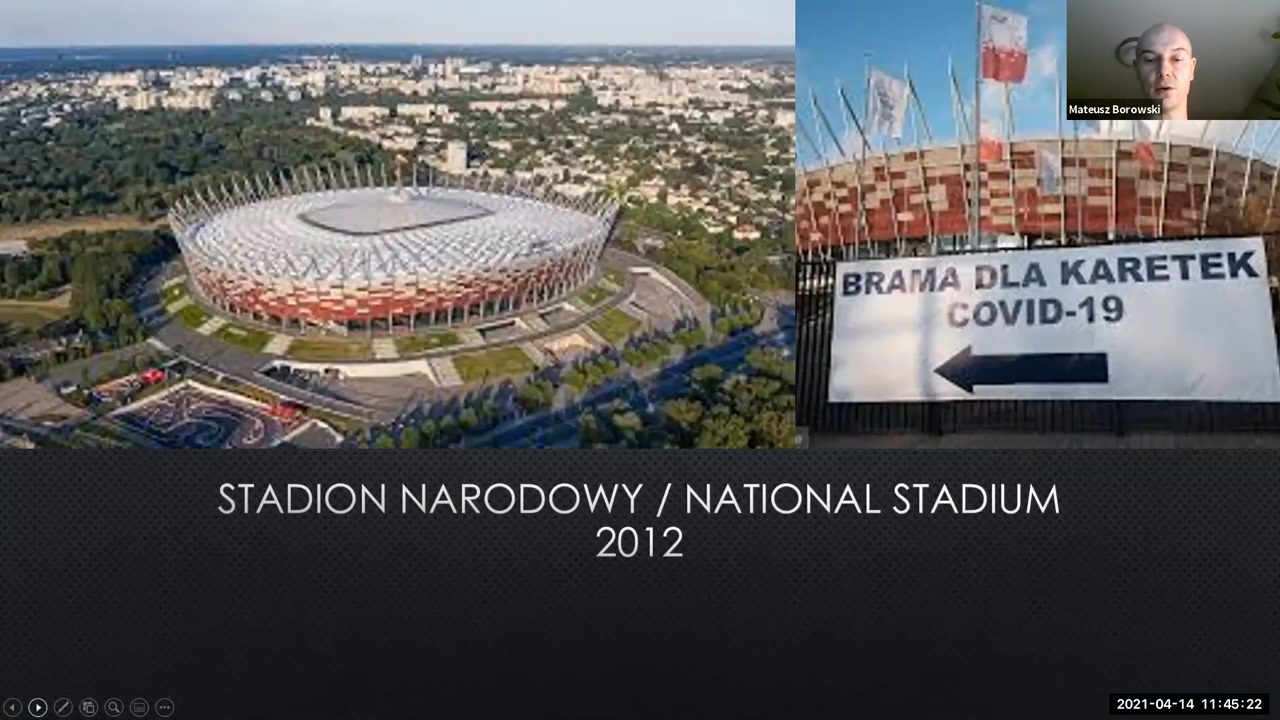 Mateusz Borowski
BRAMA DLA KARETEK
COVID-19
STADION NARODOWY / NATIONAL STADIUM
2012
2021-04-14 11:45:22